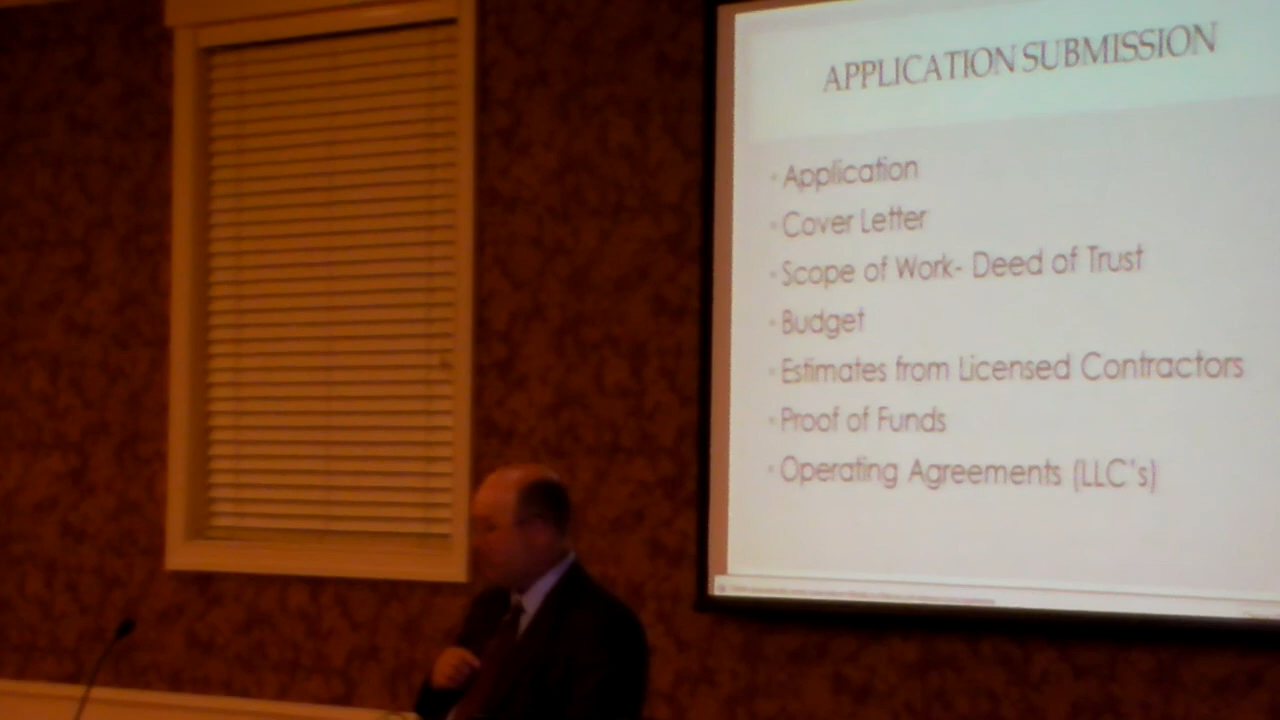 APPLICATION SUBMISSION
• Application
• Cover Letter
• Scope of Work- Deed of Trust
• Budget
• Estimates from Licensed Contractors
• Proof of Funds
• Operating Agreements (LLC's)